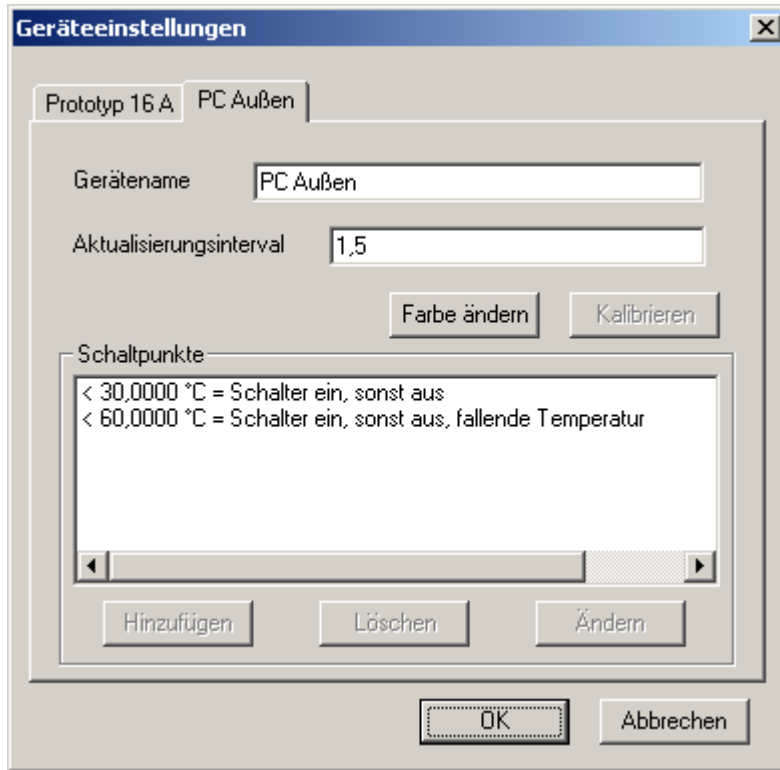 Geräteeinstellungen
Prototyp 16 A PC Außen
Gerätename PC Außen
Aktualisierungsinterval 1,5
Farbe ändern Kalibrieren
Schaltpunkte
< 30,0000 °C = Schalter ein, sonst aus
< 60,0000 °C = Schalter ein, sonst aus, fallende Temperatur
Hinzufügen Löschen Ändern
OK Abbrechen